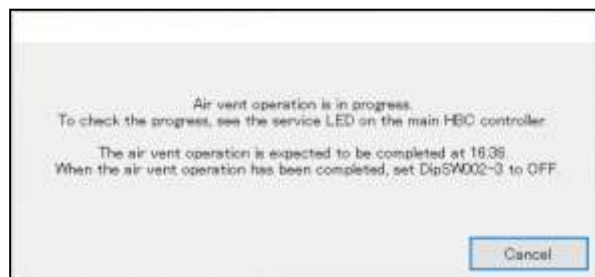 Air vent operation is in progress.
To check the progress, see the service LED on the main HBC controller.
The air vent operation is expected to be completed at 16:36.
When the air vent operation has been completed, set DipSW002-3 to OFF.
Cancel